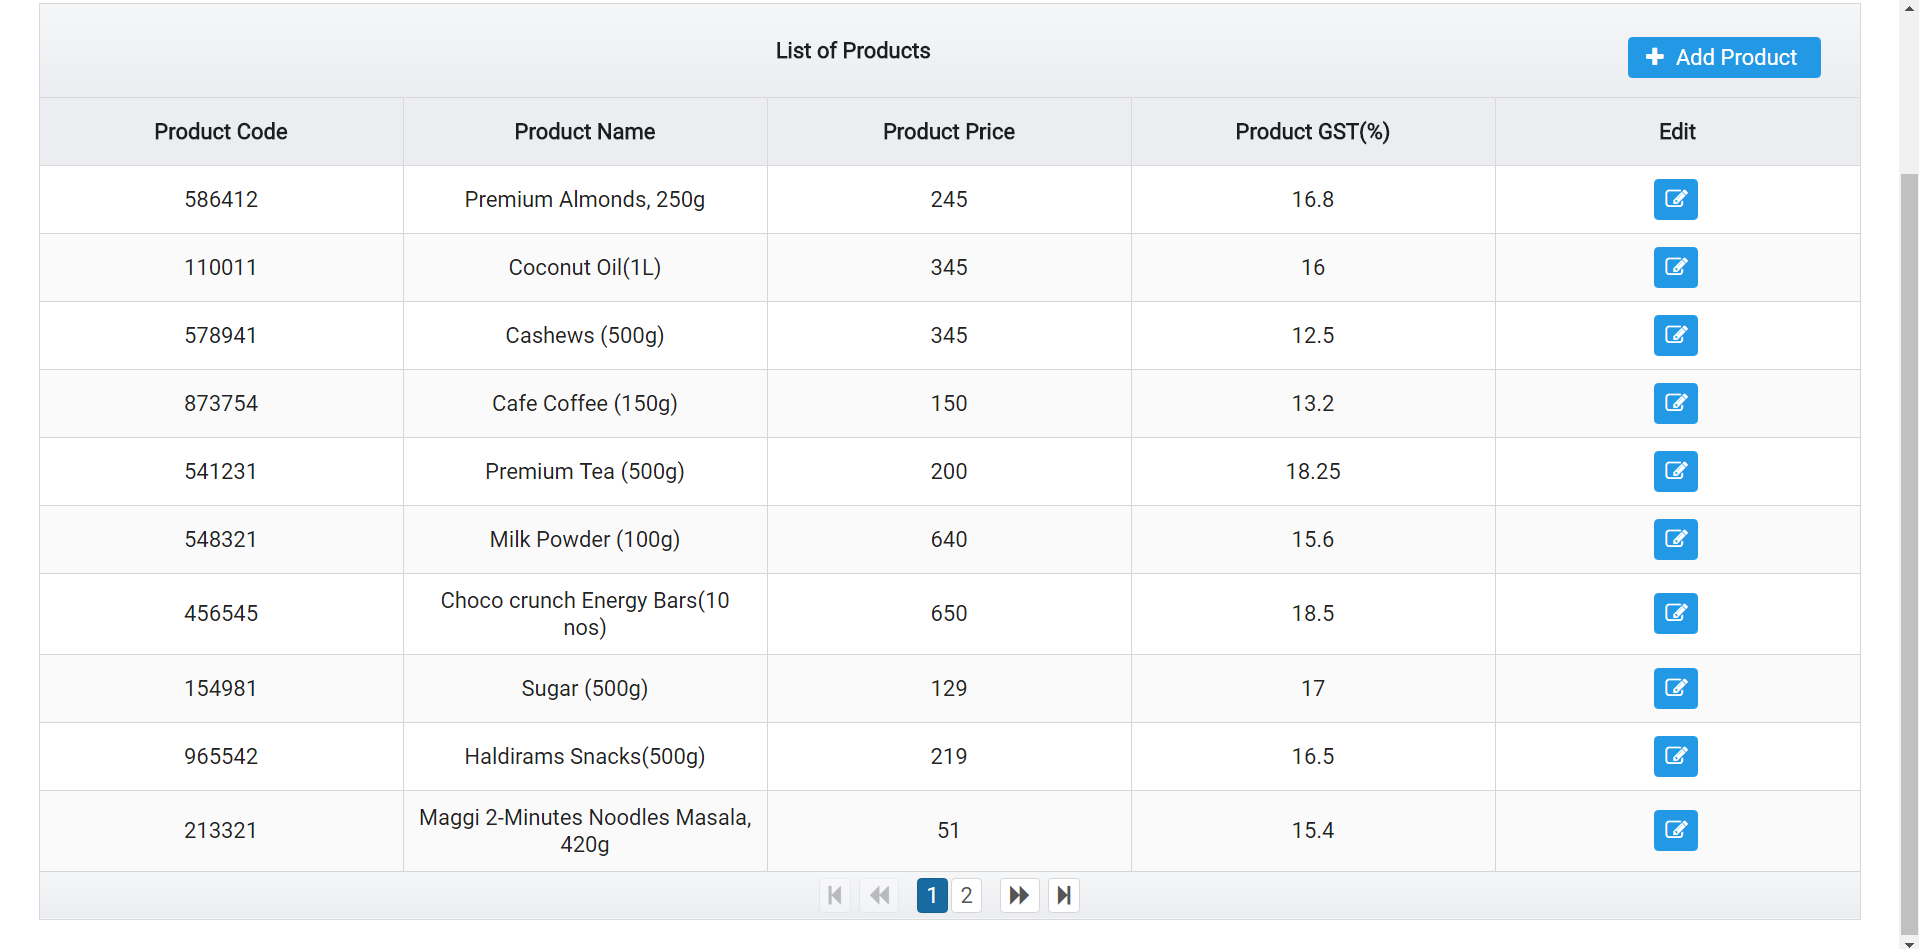 List of Products
Add Product
Product Code Product Name Product Price Product GST(%) Edit
586412 Premium Almonds, 250g 245 16.8
110011 Coconut Oil(1L) 345 16
578941 Cashews (500g) 345 12.5
873754 Cafe Coffee (150g) 150 13.2
541231 Premium Tea (500g) 200 18.25
548321 Milk Powder (100g) 640 15.6
456545 Choco crunch Energy Bars(10
nos) 650 18.5
154981 Sugar (500g) 129 17
965542 Haldirams Snacks(500g) 219 16.5
213321 Maggi 2-Minutes Noodles Masala,
420g 51 15.4
1 2